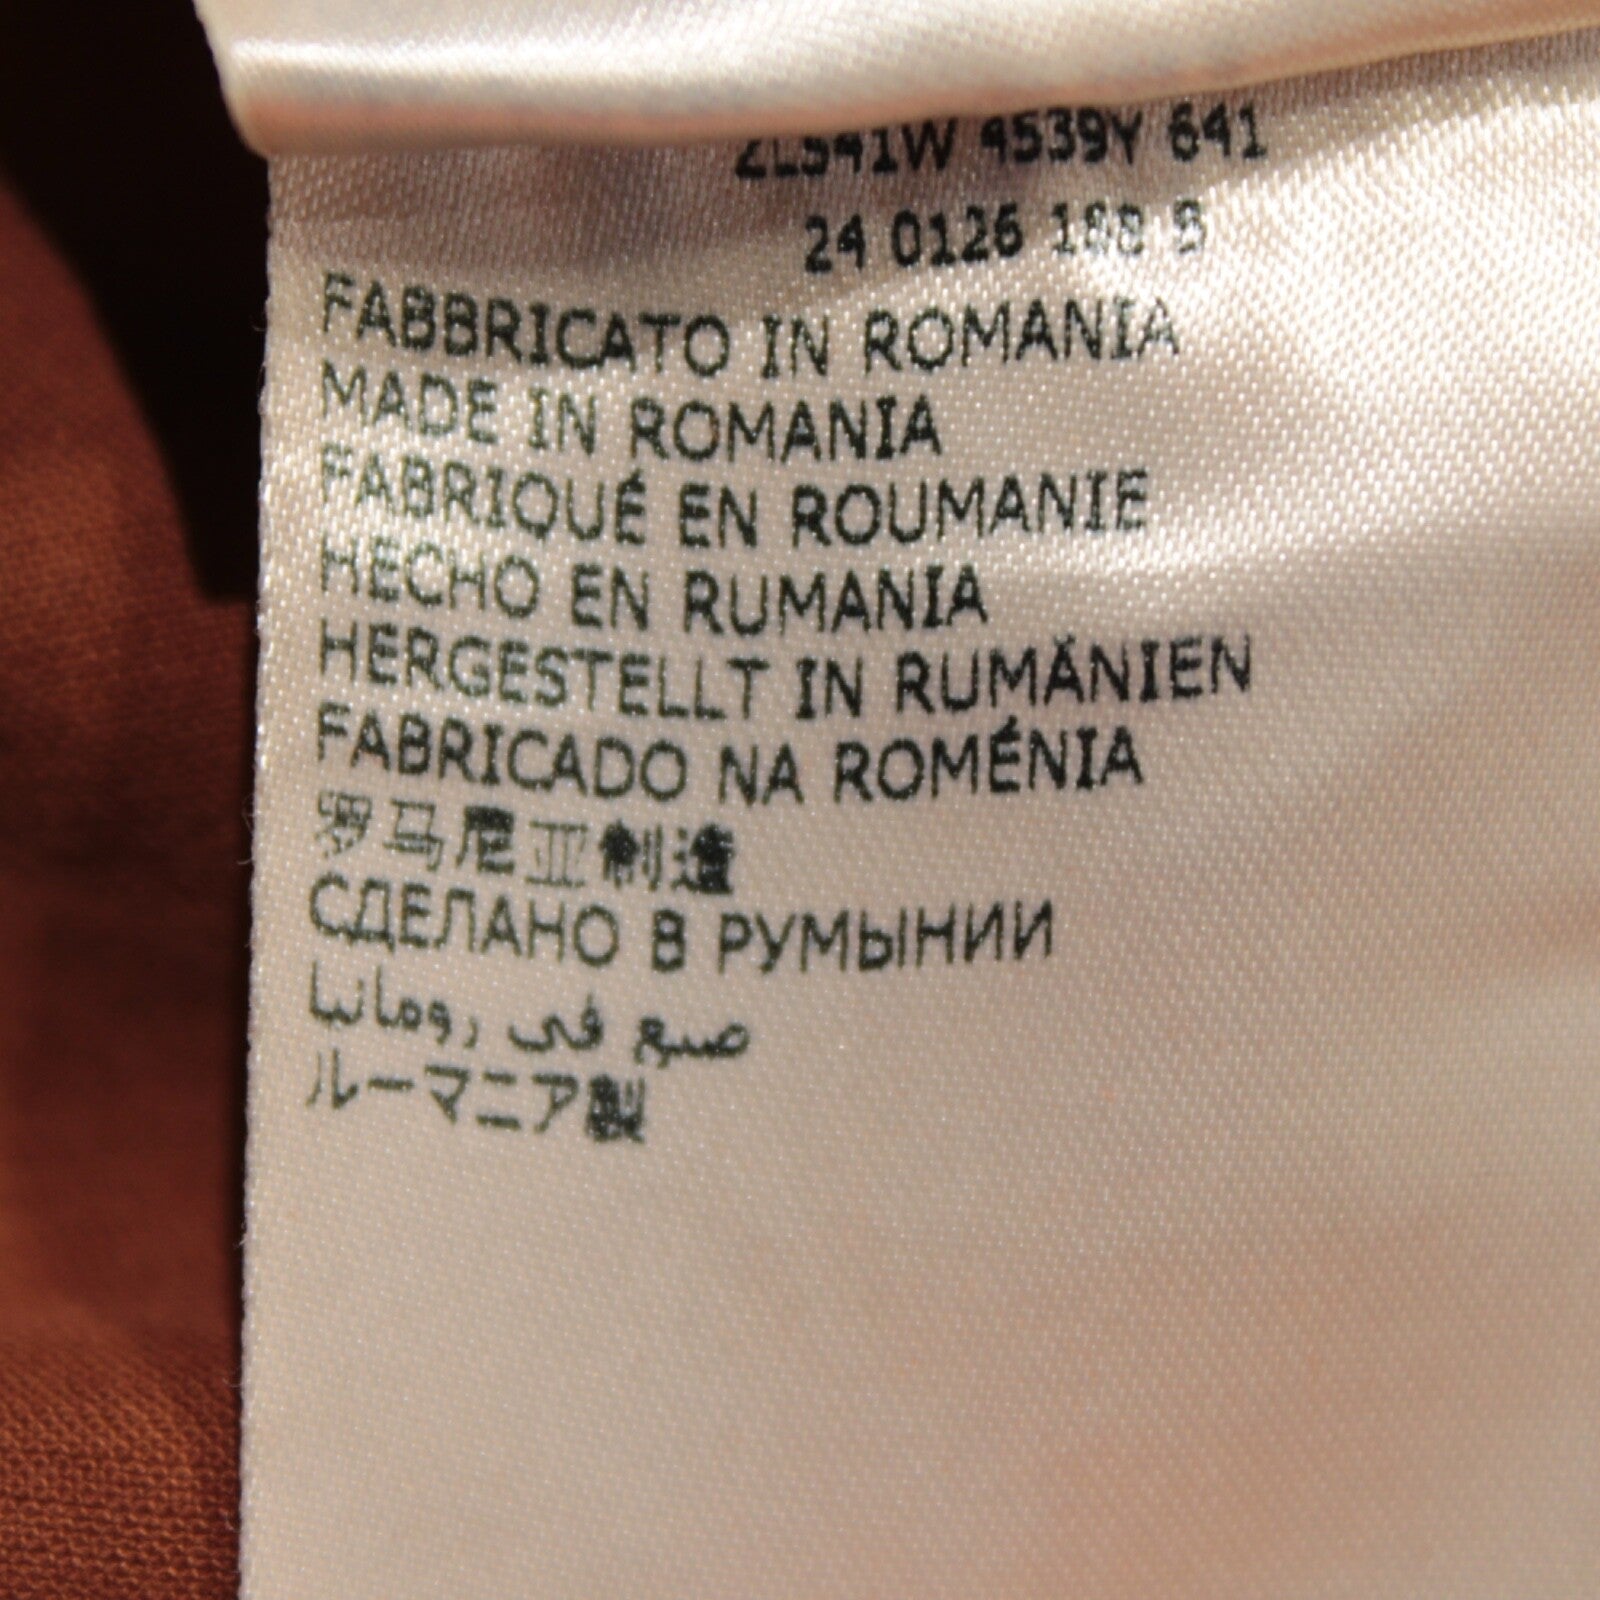 ZL541W 4539Y 641
24 0126 188 B
FABBRICATO IN ROMANIA
MADE IN ROMANIA
FABRIQUÉ EN ROUMANIE
HECHO EN RUMANIA
HERGESTELLT IN RUMÄNIEN
FABRICADO NA ROMÉNIA
罗马尼亚制造
СДЕЛАНО В РУМЫНИИ
صنع في رومانيا
ルーマニア製